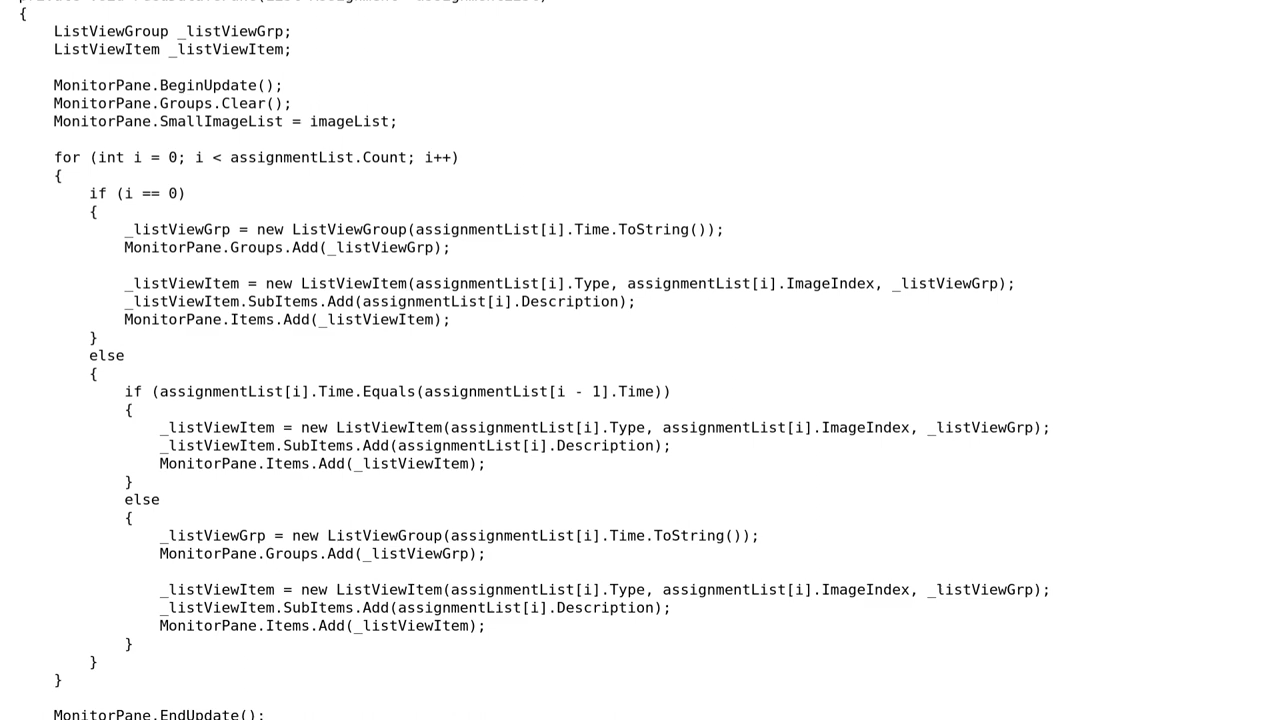 {
    ListViewGroup _listViewGrp;
    ListViewItem _listViewItem;

    MonitorPane.BeginUpdate();
    MonitorPane.Groups.Clear();
    MonitorPane.SmallImageList = imageList;

    for (int i = 0; i < assignmentList.Count; i++)
    {
        if (i == 0)
        {
            _listViewGrp = new ListViewGroup(assignmentList[i].Time.ToString());
            MonitorPane.Groups.Add(_listViewGrp);

            _listViewItem = new ListViewItem(assignmentList[i].Type, assignmentList[i].ImageIndex, _listViewGrp);
            _listViewItem.SubItems.Add(assignmentList[i].Description);
            MonitorPane.Items.Add(_listViewItem);
        }
        else
        {
            if (assignmentList[i].Time.Equals(assignmentList[i - 1].Time))
            {
                _listViewItem = new ListViewItem(assignmentList[i].Type, assignmentList[i].ImageIndex, _listViewGrp);
                _listViewItem.SubItems.Add(assignmentList[i].Description);
                MonitorPane.Items.Add(_listViewItem);
            }
            else
            {
                _listViewGrp = new ListViewGroup(assignmentList[i].Time.ToString());
                MonitorPane.Groups.Add(_listViewGrp);

                _listViewItem = new ListViewItem(assignmentList[i].Type, assignmentList[i].ImageIndex, _listViewGrp);
                _listViewItem.SubItems.Add(assignmentList[i].Description);
                MonitorPane.Items.Add(_listViewItem);
            }
        }
    }

    MonitorPane.EndUpdate();